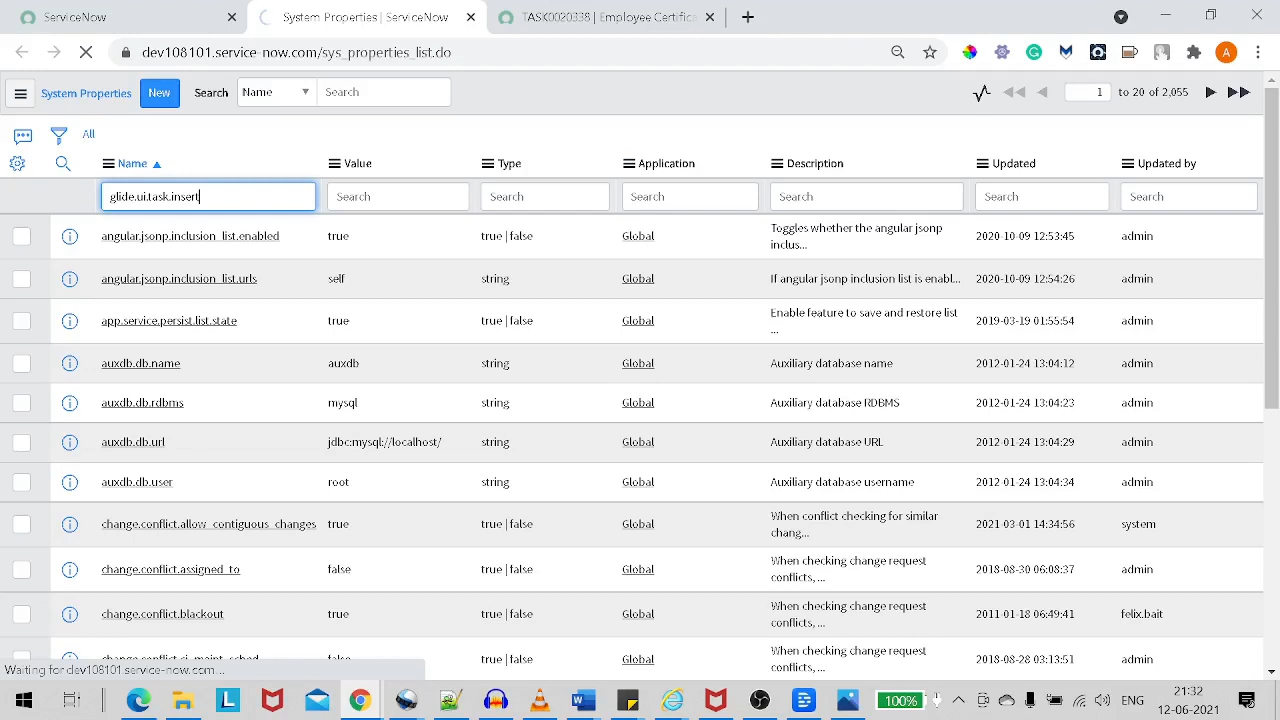 ServiceNow
System Properties | ServiceNow
TASK0020338 | Employee Certifica
dev108101.service-now.com/sys_properties_list.do
A
System Properties New Search Name Search 1 to 20 of 2,055
All
Name Value Type Application Description Updated Updated by
glide.ui.task.insert Search Search Search Search Search Search
angular.jsonp.inclusion_list.enabled true true | false Global Toggles whether the angular jsonp inclus... 2020-10-09 12:53:45 admin
angular.jsonp.inclusion_list.urls self string Global If angular jsonp inclusion list is enabl... 2020-10-09 12:54:26 admin
app.service.persist.list.state true true | false Global Enable feature to save and restore list ... 2019-03-19 01:55:54 admin
auxdb.db.name auxdb string Global Auxiliary database name 2012-01-24 13:04:12 admin
auxdb.db.rdbms mysql string Global Auxiliary database RDBMS 2012-01-24 13:04:23 admin
auxdb.db.url jdbc:mysql://localhost/ string Global Auxiliary database URL 2012-01-24 13:04:29 admin
auxdb.db.user root string Global Auxiliary database username 2012-01-24 13:04:34 admin
change.conflict.allow_contiguous_changes true true | false Global When conflict checking for similar chang... 2021-03-01 14:34:56 system
change.conflict.assigned_to false true | false Global When checking change request conflicts, ... 2018-08-30 06:08:37 admin
change.conflict.blackout true true | false Global When checking change request conflicts, ... 2011-01-18 06:49:41 felix.bait
change.conflict.ci_maint_sched false true | false Global When checking change request conflicts, ... 2018-08-28 03:13:51 admin
Waiting for dev108101.service-now.com...
100% ENG 21:32
12-06-2021